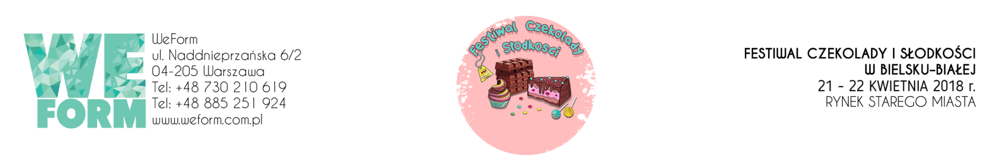 WE
FORM
WeForm
ul. Naddnieprzańska 6/2
04-205 Warszawa
Tel: +48 730 210 619
Tel: +48 885 251 924
www.weform.com.pl
Festiwal Czekolady
i Słodkosci
FESTIWAL CZEKOLADY I SŁODKOŚCI
W BIELSKU-BIAŁEJ
21 - 22 KWIETNIA 2018 r.
RYNEK STAREGO MIASTA